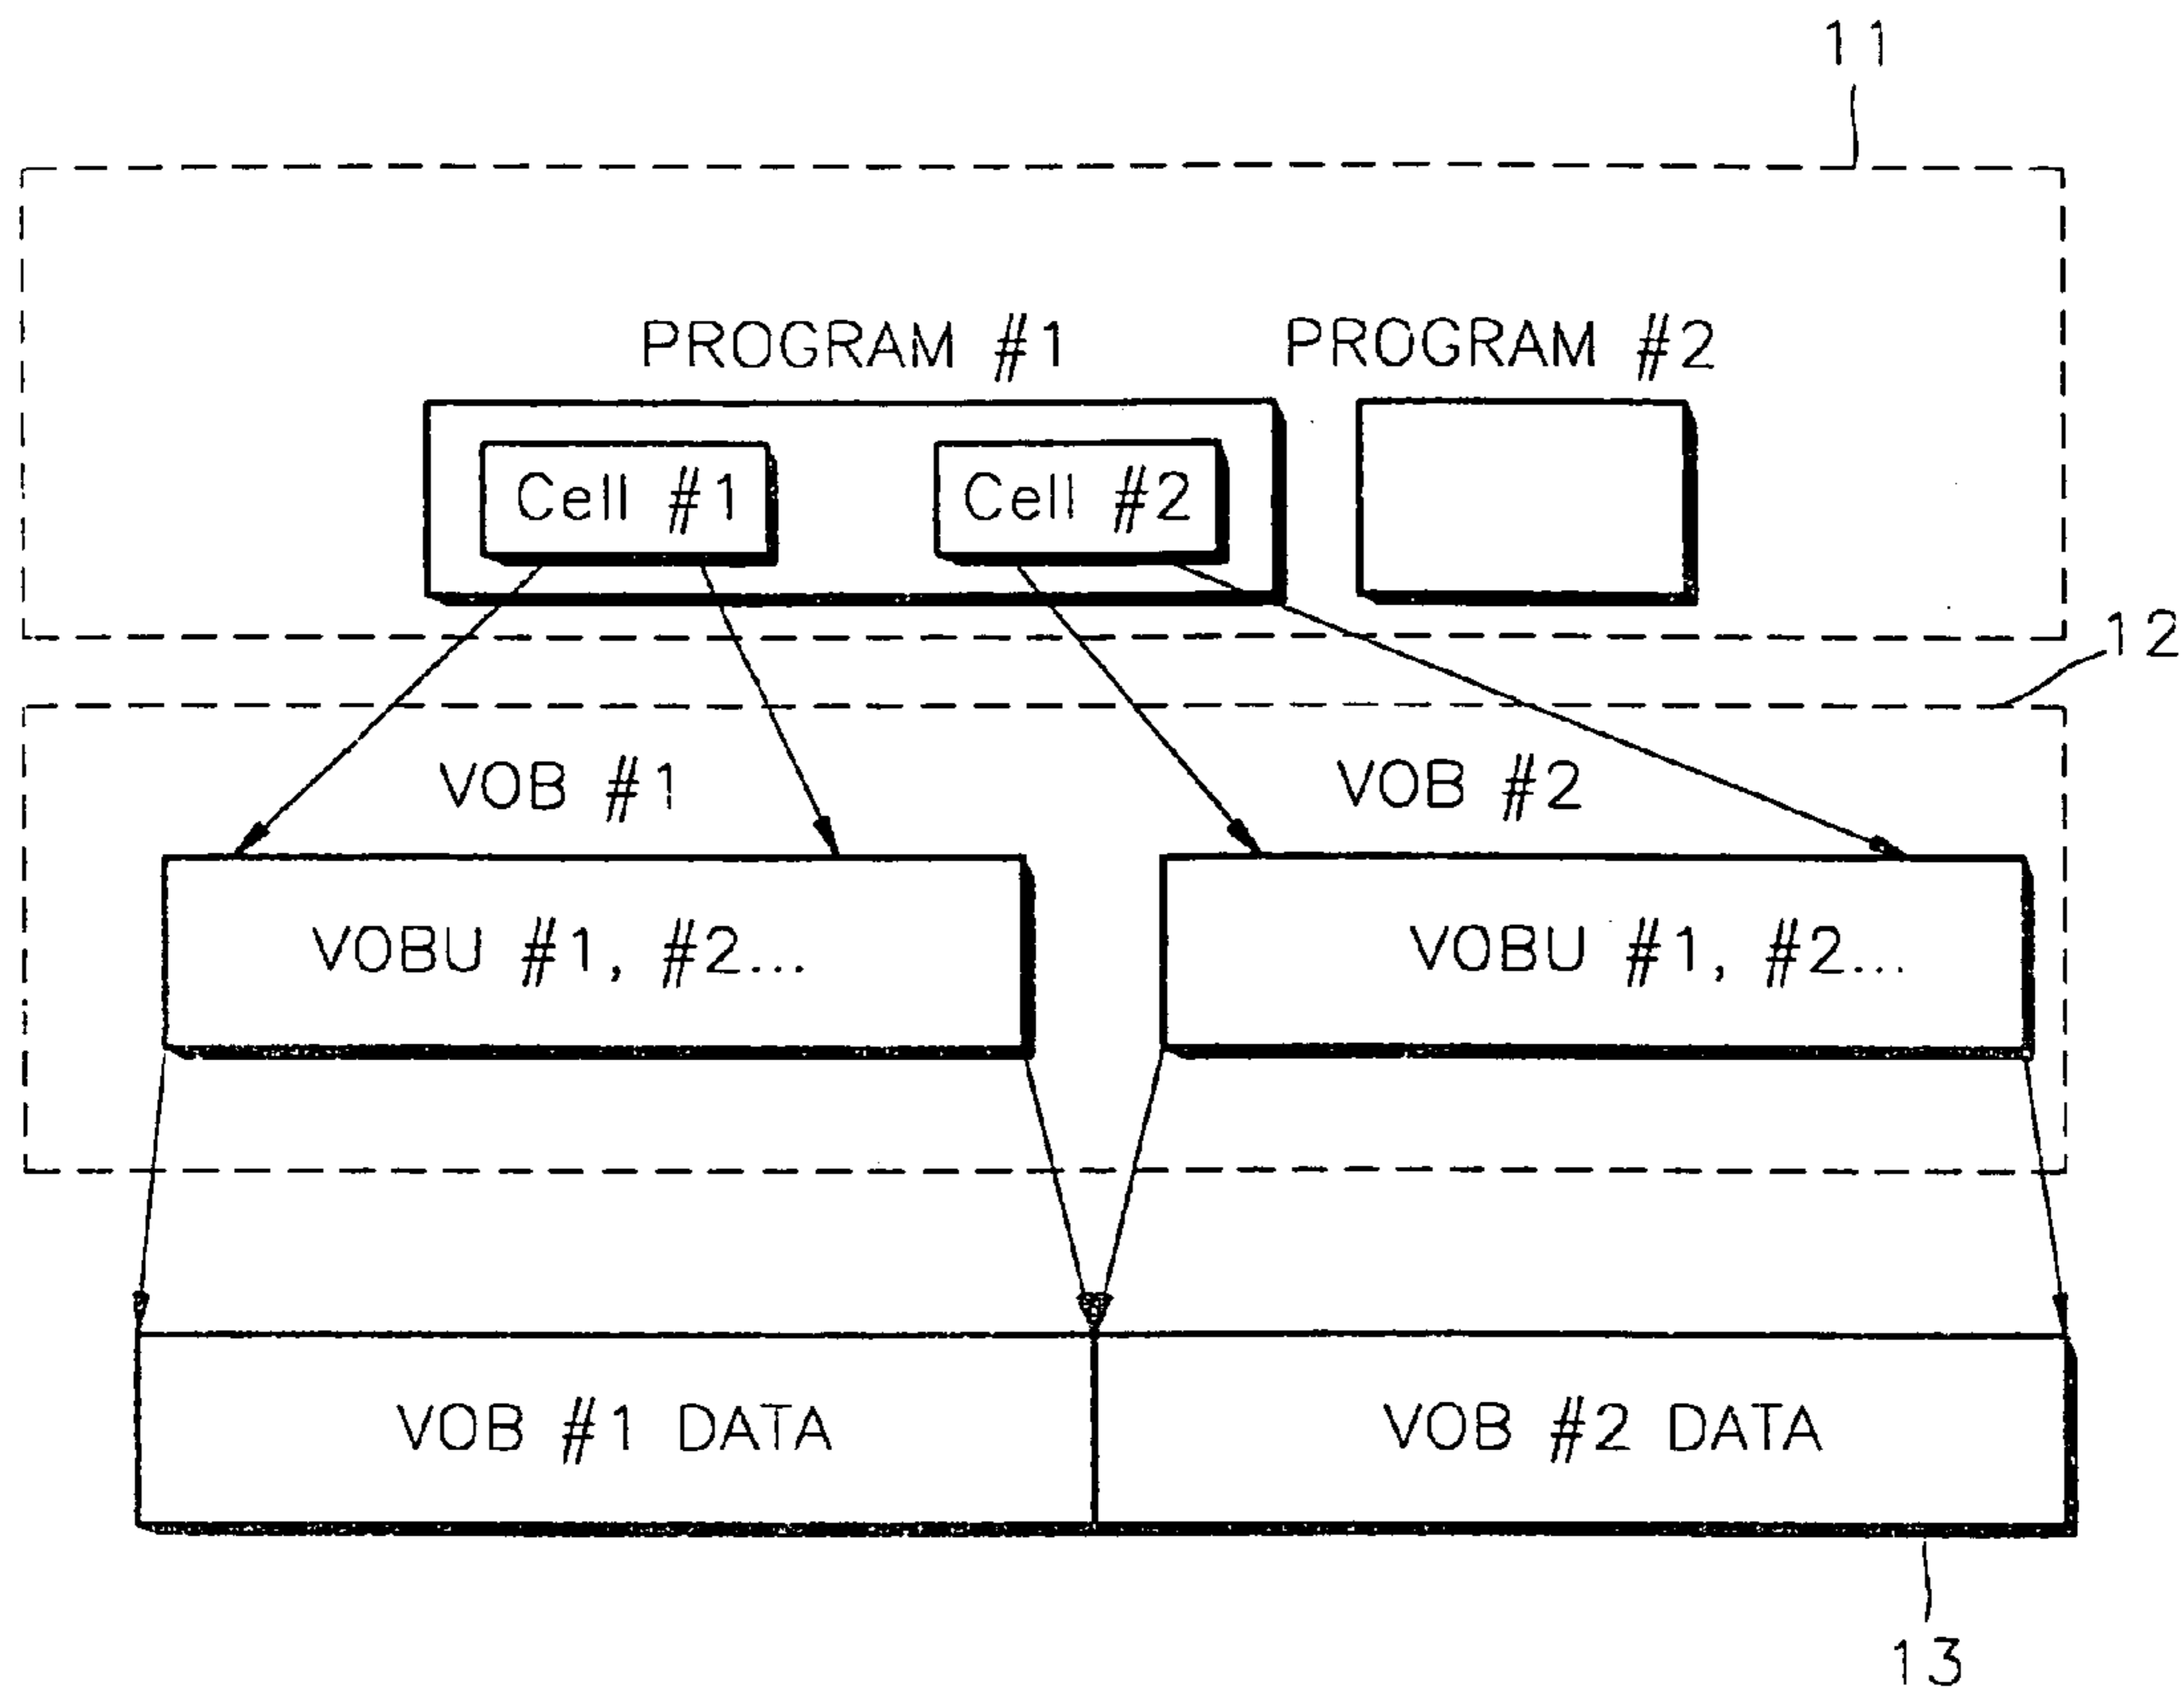 11
PROGRAM #1
PROGRAM #2
Cell #1
Cell #2
12
VOB #1
VOB #2
VOBU #1, #2...
VOBU #1, #2...
VOB #1 DATA
VOB #2 DATA
13